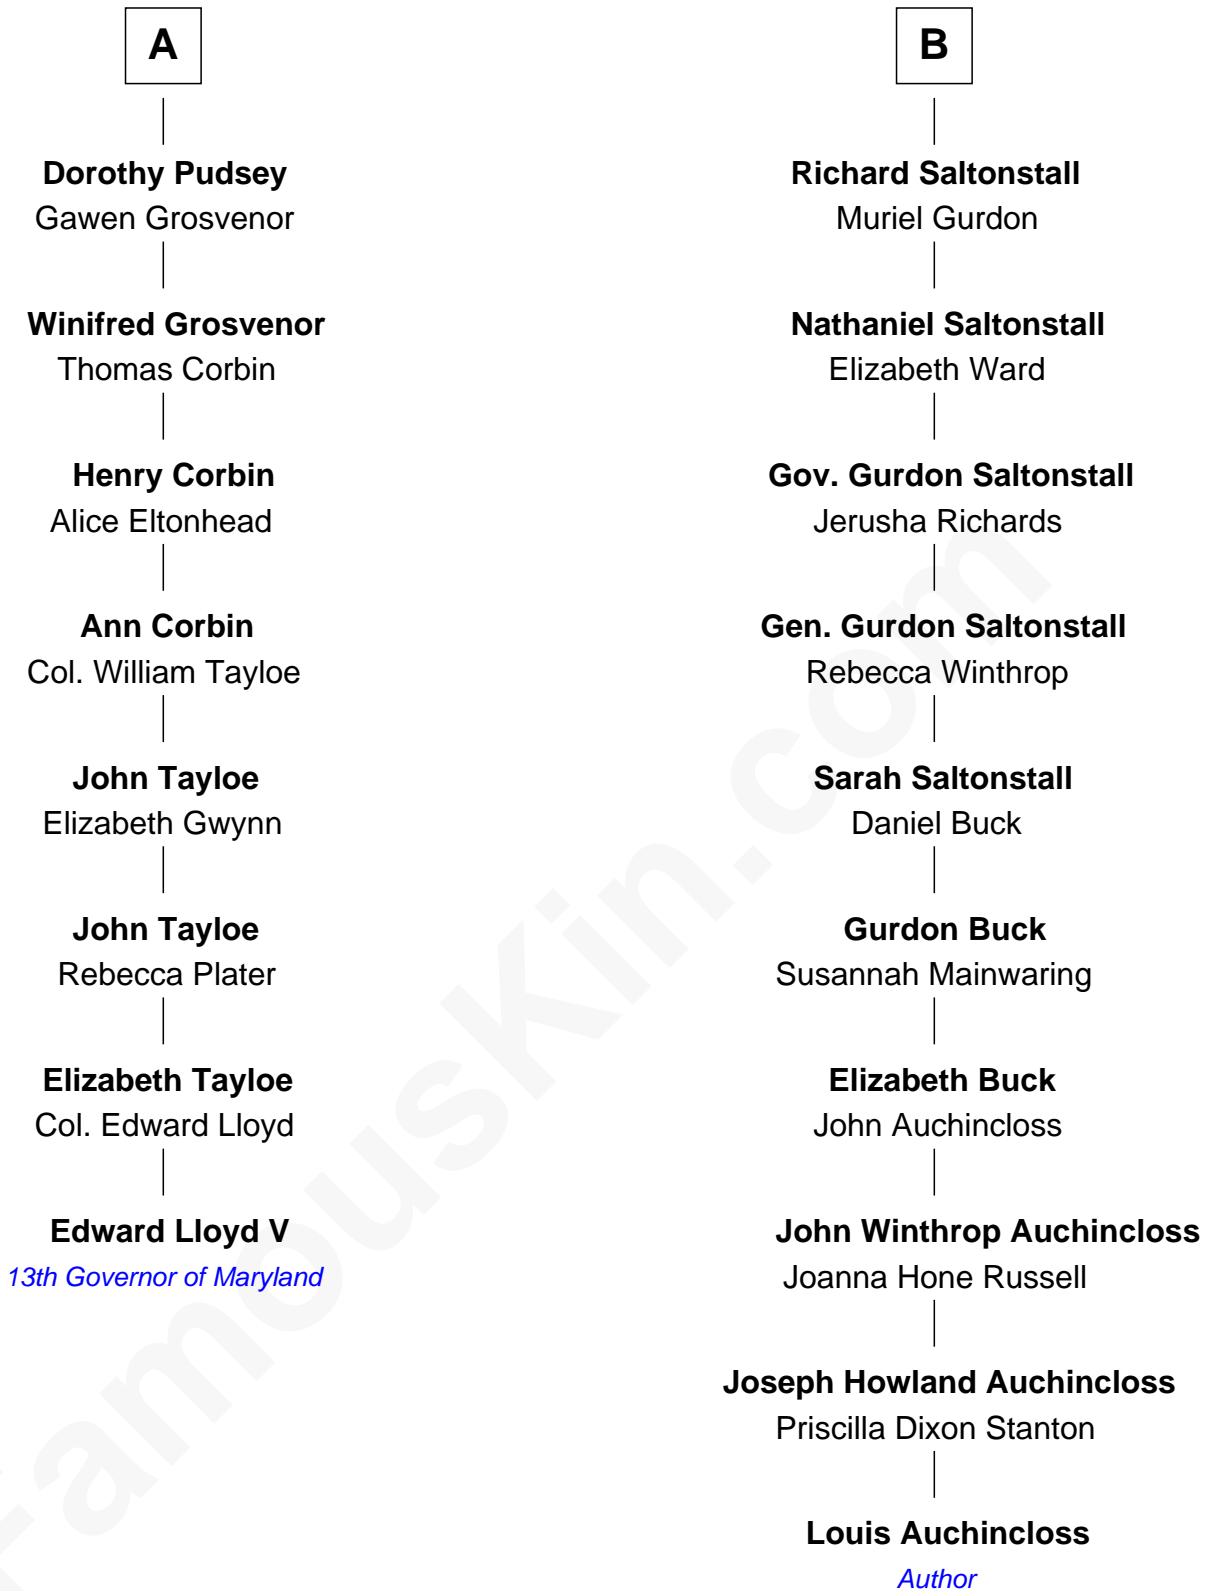 A
Dorothy Pudsey
Gawen Grosvenor
Winifred Grosvenor
Thomas Corbin
Henry Corbin
Alice Eltonhead
Ann Corbin
Col. William Tayloe
John Tayloe
Elizabeth Gwynn
John Tayloe
Rebecca Plater
Elizabeth Tayloe
Col. Edward Lloyd
Edward Lloyd V
13th Governor of Maryland
B
Richard Saltonstall
Muriel Gurdon
Nathaniel Saltonstall
Elizabeth Ward
Gov. Gurdon Saltonstall
Jerusha Richards
Gen. Gurdon Saltonstall
Rebecca Winthrop
Sarah Saltonstall
Daniel Buck
Gurdon Buck
Susannah Mainwaring
Elizabeth Buck
John Auchincloss
John Winthrop Auchincloss
Joanna Hone Russell
Joseph Howland Auchincloss
Priscilla Dixon Stanton
Louis Auchincloss
Author
FamousKin.com